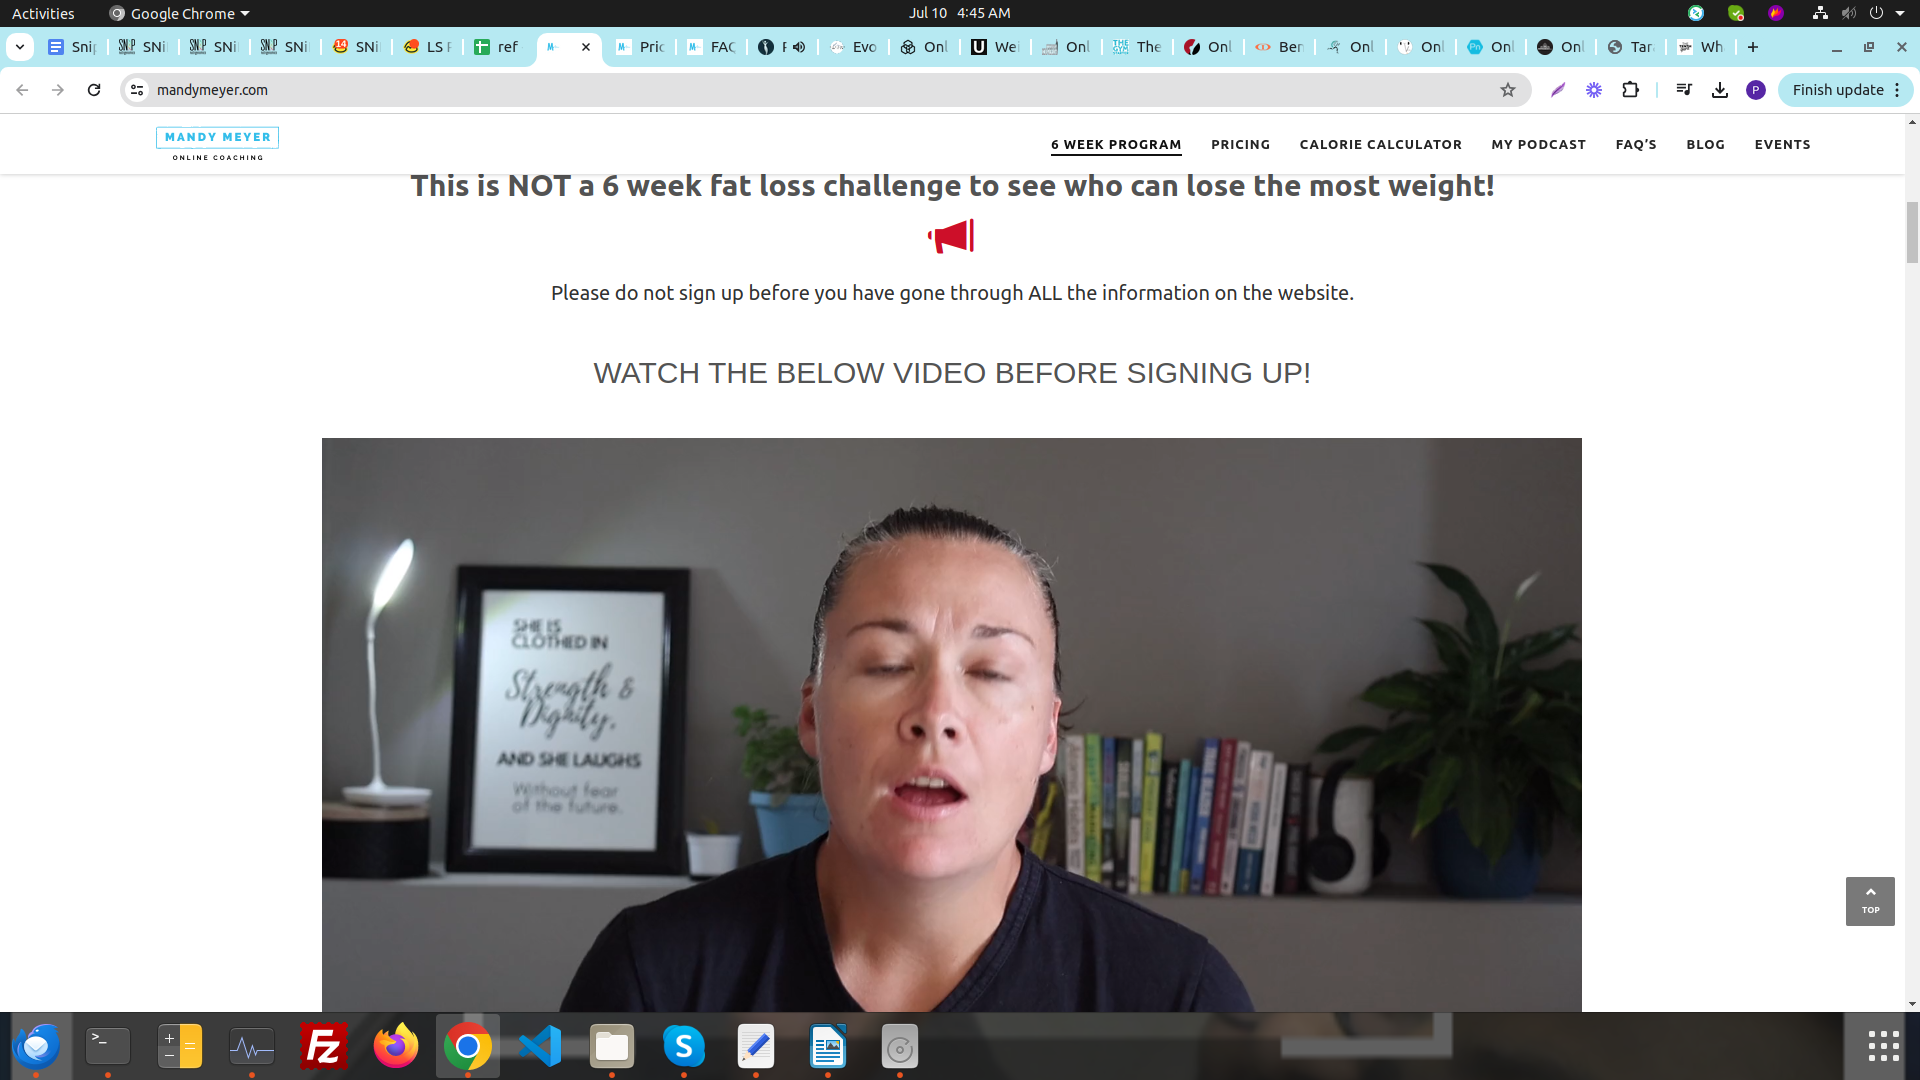 Activities
Google Chrome
Jul 10 4:45 AM
Snip
SNi
SNi
SNi
SNi
LS F
ref
Pric
FAQ
Evo
Onl
Wei
Onl
The
Onl
Ben
Onl
Onl
Onl
Onl
Tar
Wh
mandymeyer.com
P
Finish update
MANDY MEYER
ONLINE COACHING
6 WEEK PROGRAM
PRICING
CALORIE CALCULATOR
MY PODCAST
FAQ'S
BLOG
EVENTS
This is NOT a 6 week fat loss challenge to see who can lose the most weight!
Please do not sign up before you have gone through ALL the information on the website.
WATCH THE BELOW VIDEO BEFORE SIGNING UP!
SHE IS
CLOTHED IN
Strength &
Dignity,
AND SHE LAUGHS
Without fear
of the future.
TOP